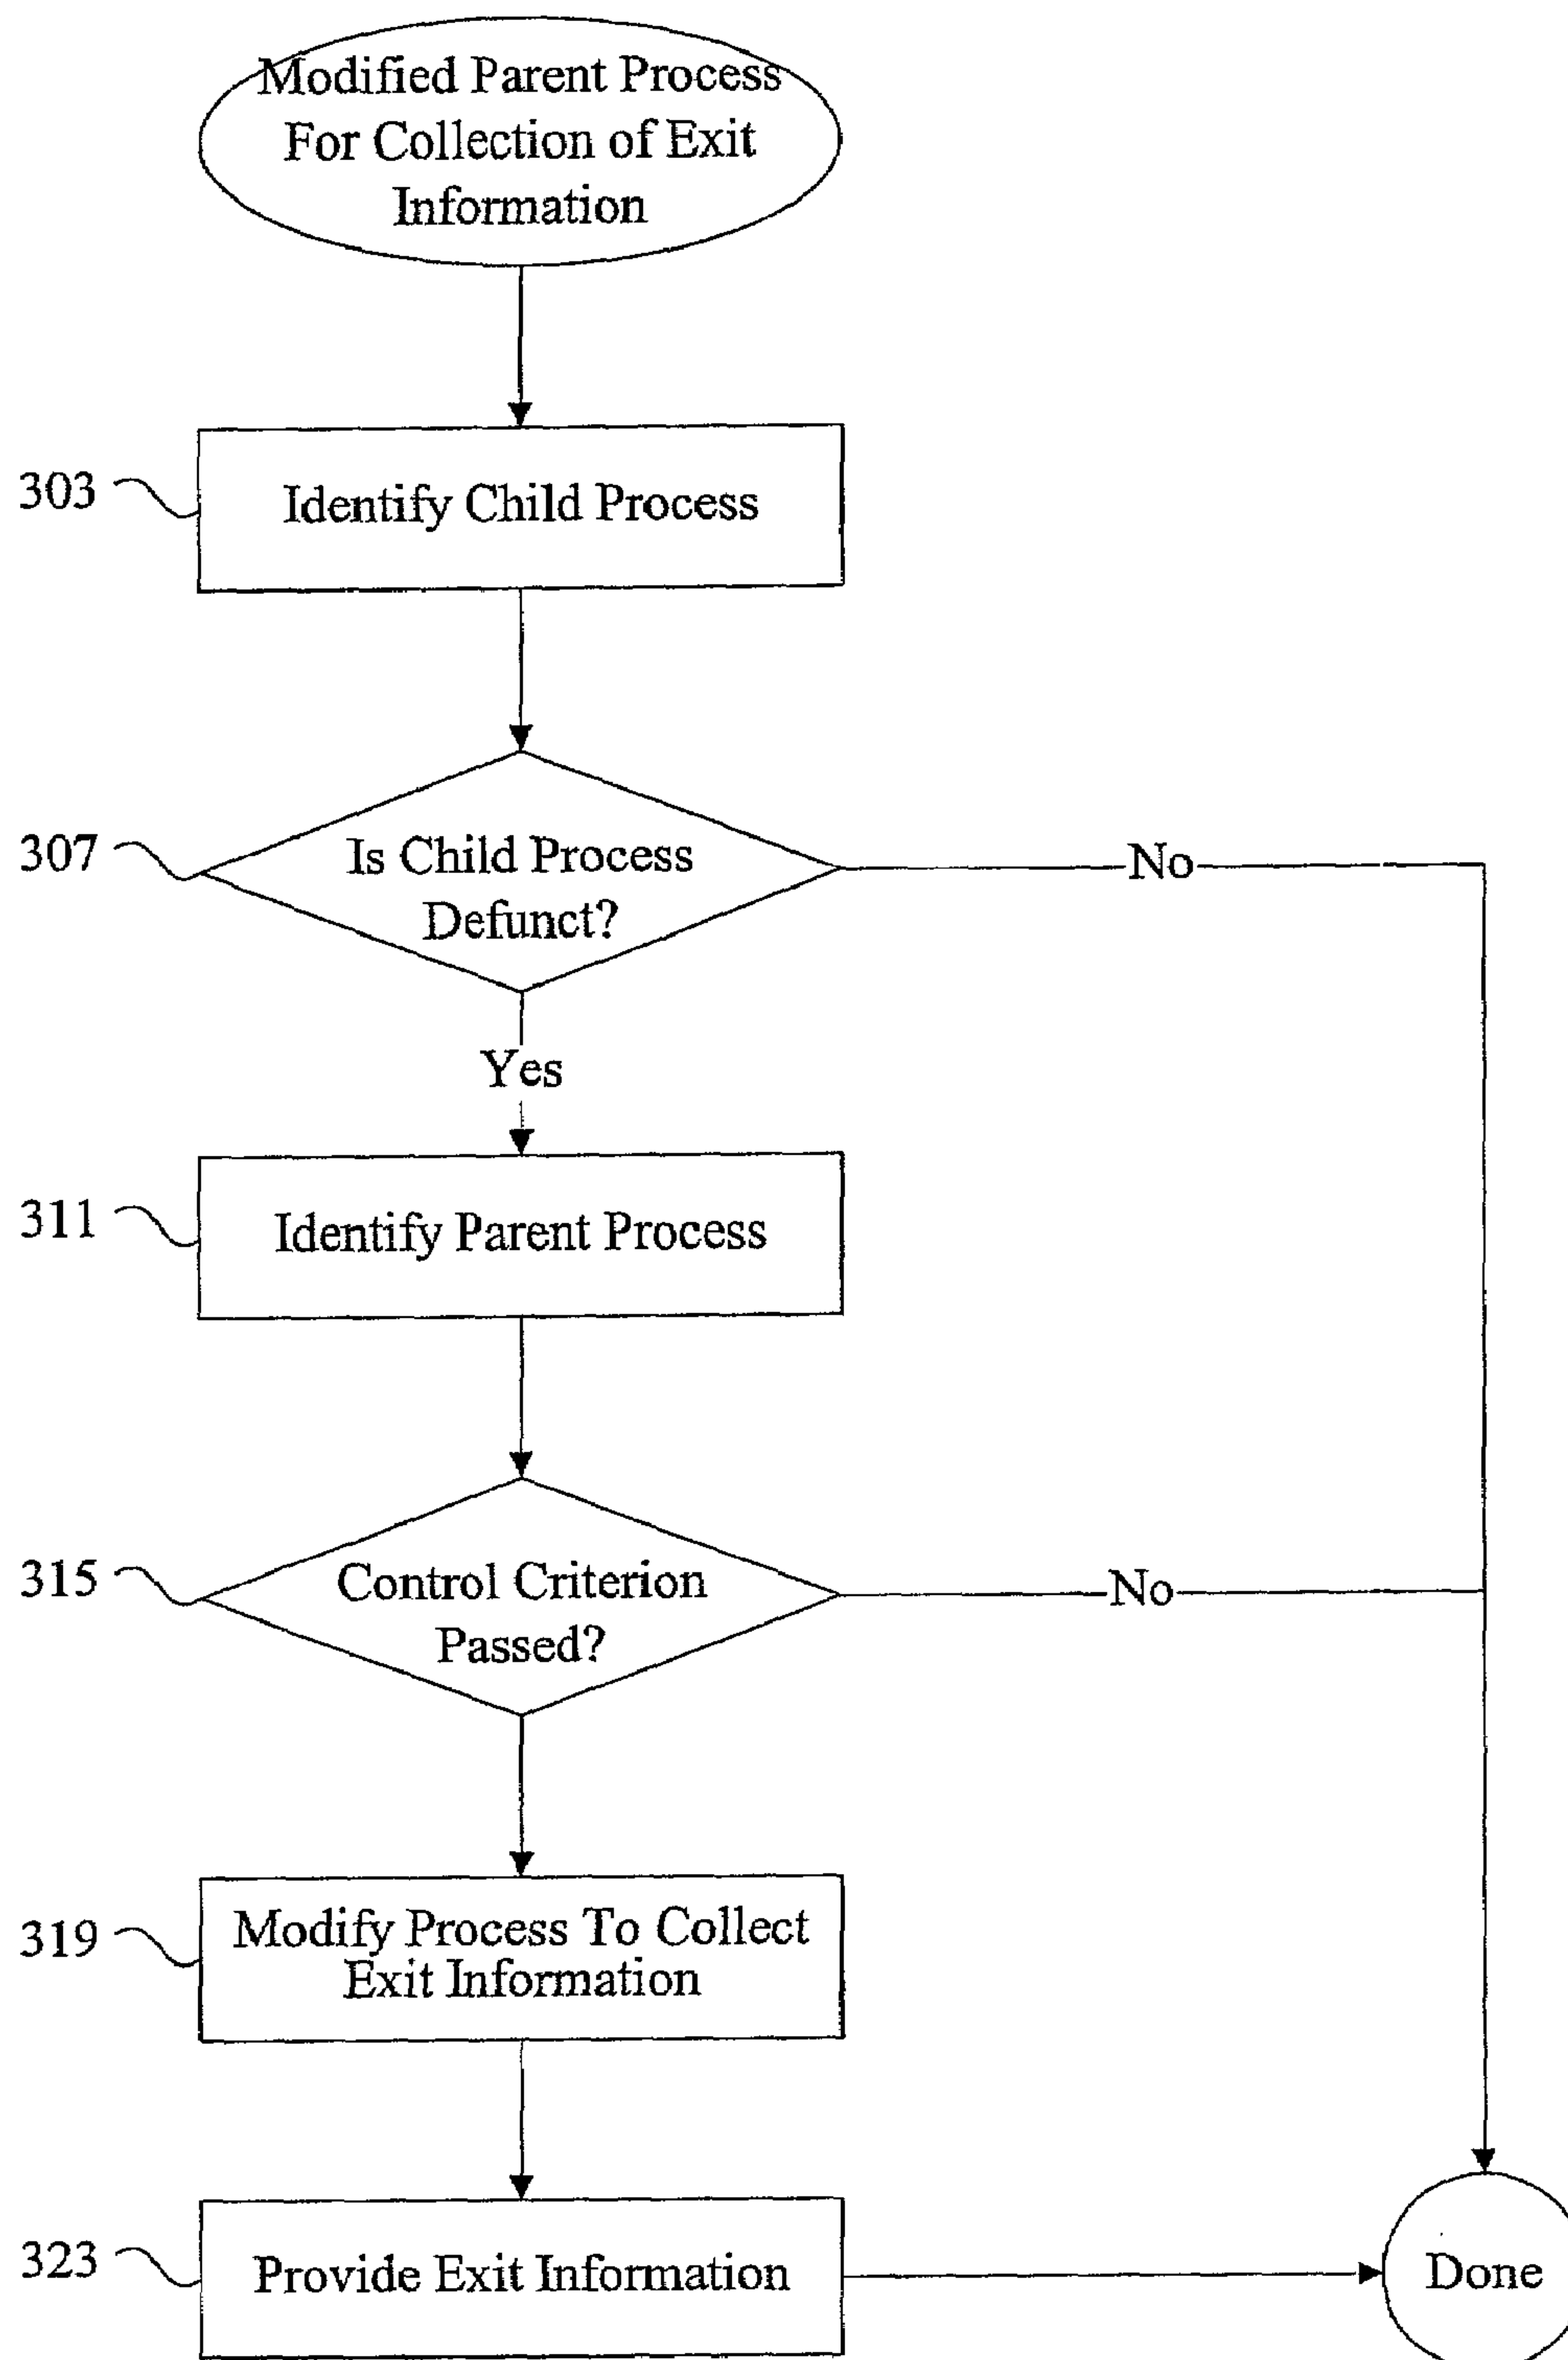 Modified Parent Process
For Collection of Exit
Information
303
Identify Child Process
307
Is Child Process
Defunct?
No
Yes
311
Identify Parent Process
315
Control Criterion
Passed?
No
319
Modify Process To Collect
Exit Information
323
Provide Exit Information
Done